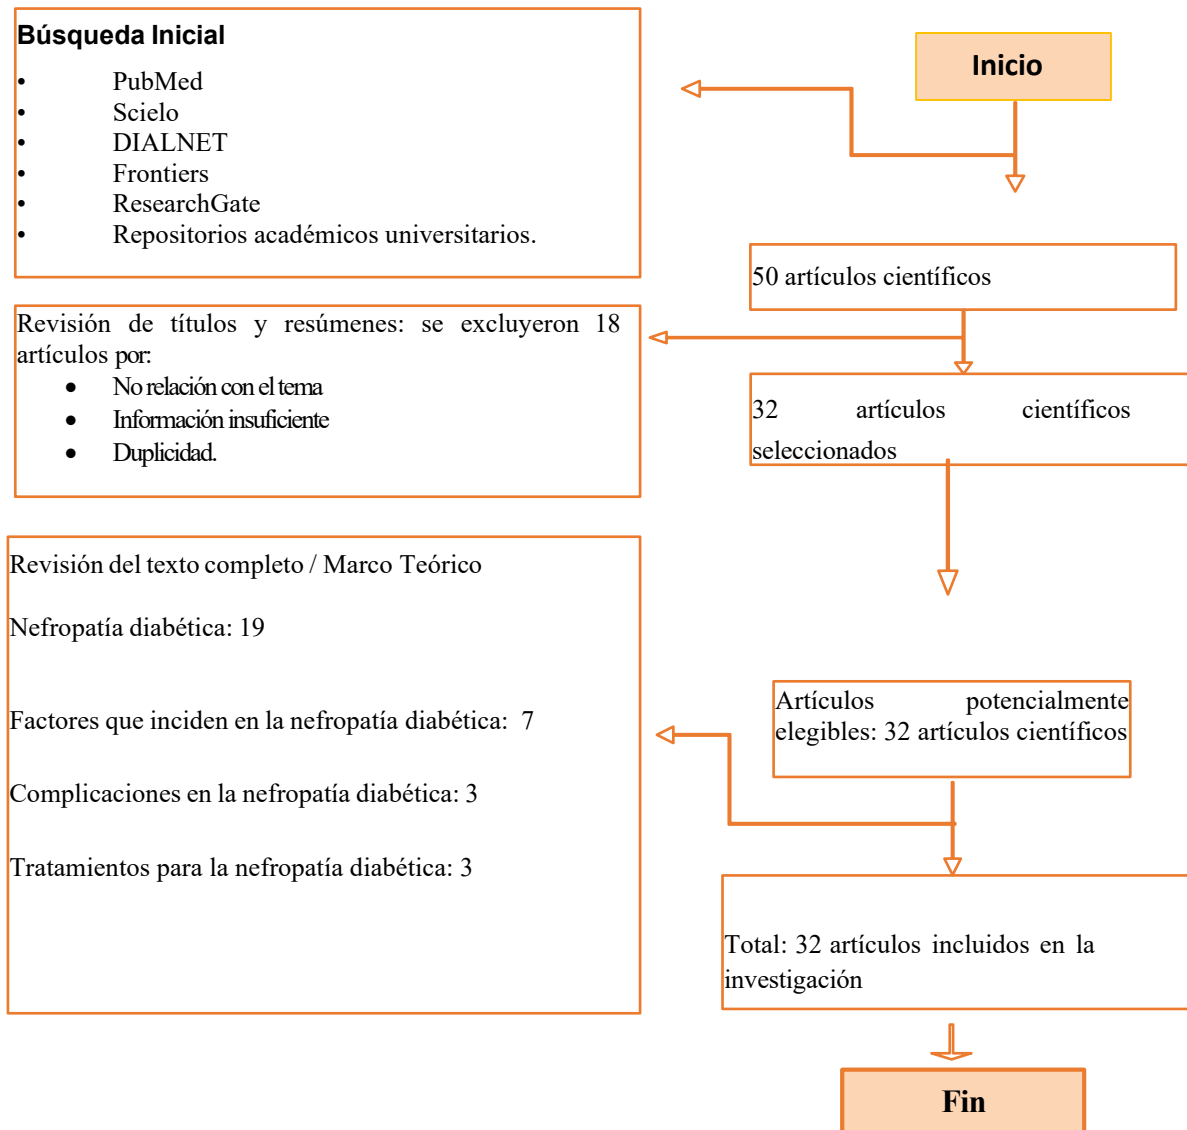 Búsqueda Inicial
• PubMed
• Scielo
• DIALNET
• Frontiers
• ResearchGate
• Repositorios académicos universitarios.
Inicio
50 artículos científicos
Revisión de títulos y resúmenes: se excluyeron 18
artículos por:
• No relación con el tema
• Información insuficiente
• Duplicidad.
32 artículos científicos
seleccionados
Revisión del texto completo / Marco Teórico
Nefropatía diabética: 19
Factores que inciden en la nefropatía diabética: 7
Complicaciones en la nefropatía diabética: 3
Tratamientos para la nefropatía diabética: 3
Artículos potencialmente
elegibles: 32 artículos científicos
Total: 32 artículos incluidos en la
investigación
Fin